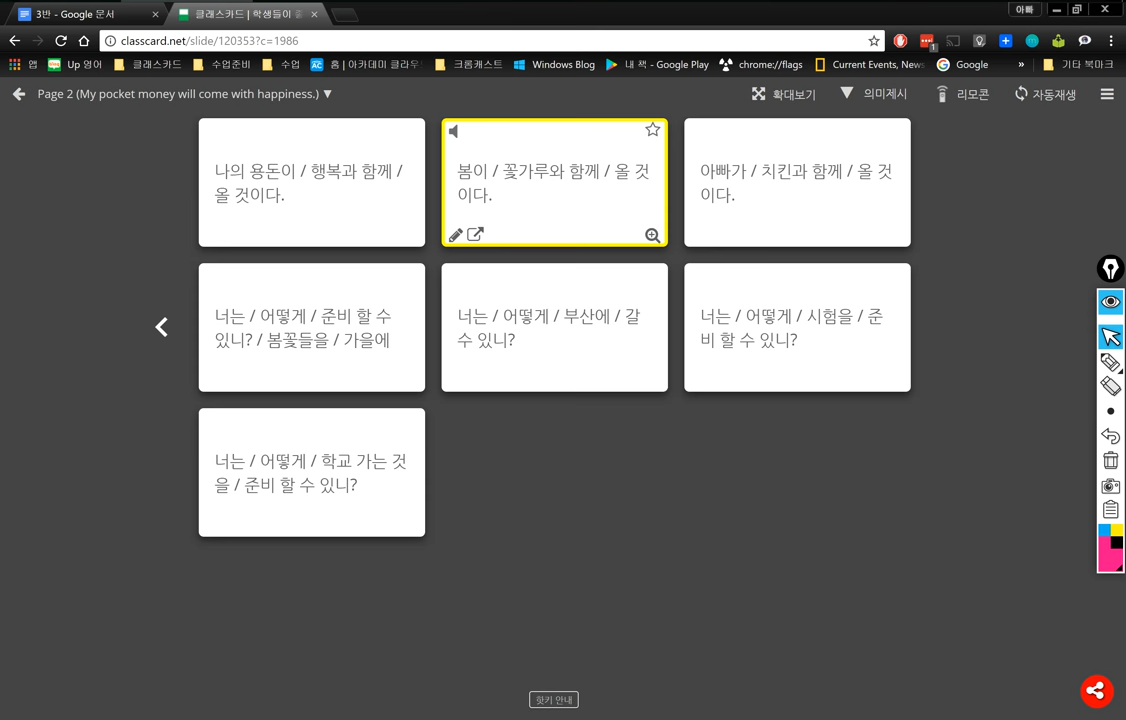 3반 - Google 문서
클래스카드 | 학생들이 좋
아빠
classcard.net/slide/120353?c=1986
1
앱
Up 영어
클래스카드
수업준비
수업
홈 | 아카데미 클라우
크롬캐스트
Windows Blog
내 책 - Google Play
chrome://flags
Current Events, News
Google
»
기타 북마크
Page 2 (My pocket money will come with happiness.) ▼
확대보기
의미제시
리모콘
자동재생
나의 용돈이 / 행복과 함께 /
올 것이다.
봄이 / 꽃가루와 함께 / 올 것
이다.
아빠가 / 치킨과 함께 / 올 것
이다.
너는 / 어떻게 / 준비 할 수
있니? / 봄꽃들을 / 가을에
너는 / 어떻게 / 부산에 / 갈
수 있니?
너는 / 어떻게 / 시험을 / 준
비 할 수 있니?
너는 / 어떻게 / 학교 가는 것
을 / 준비 할 수 있니?
핫키 안내